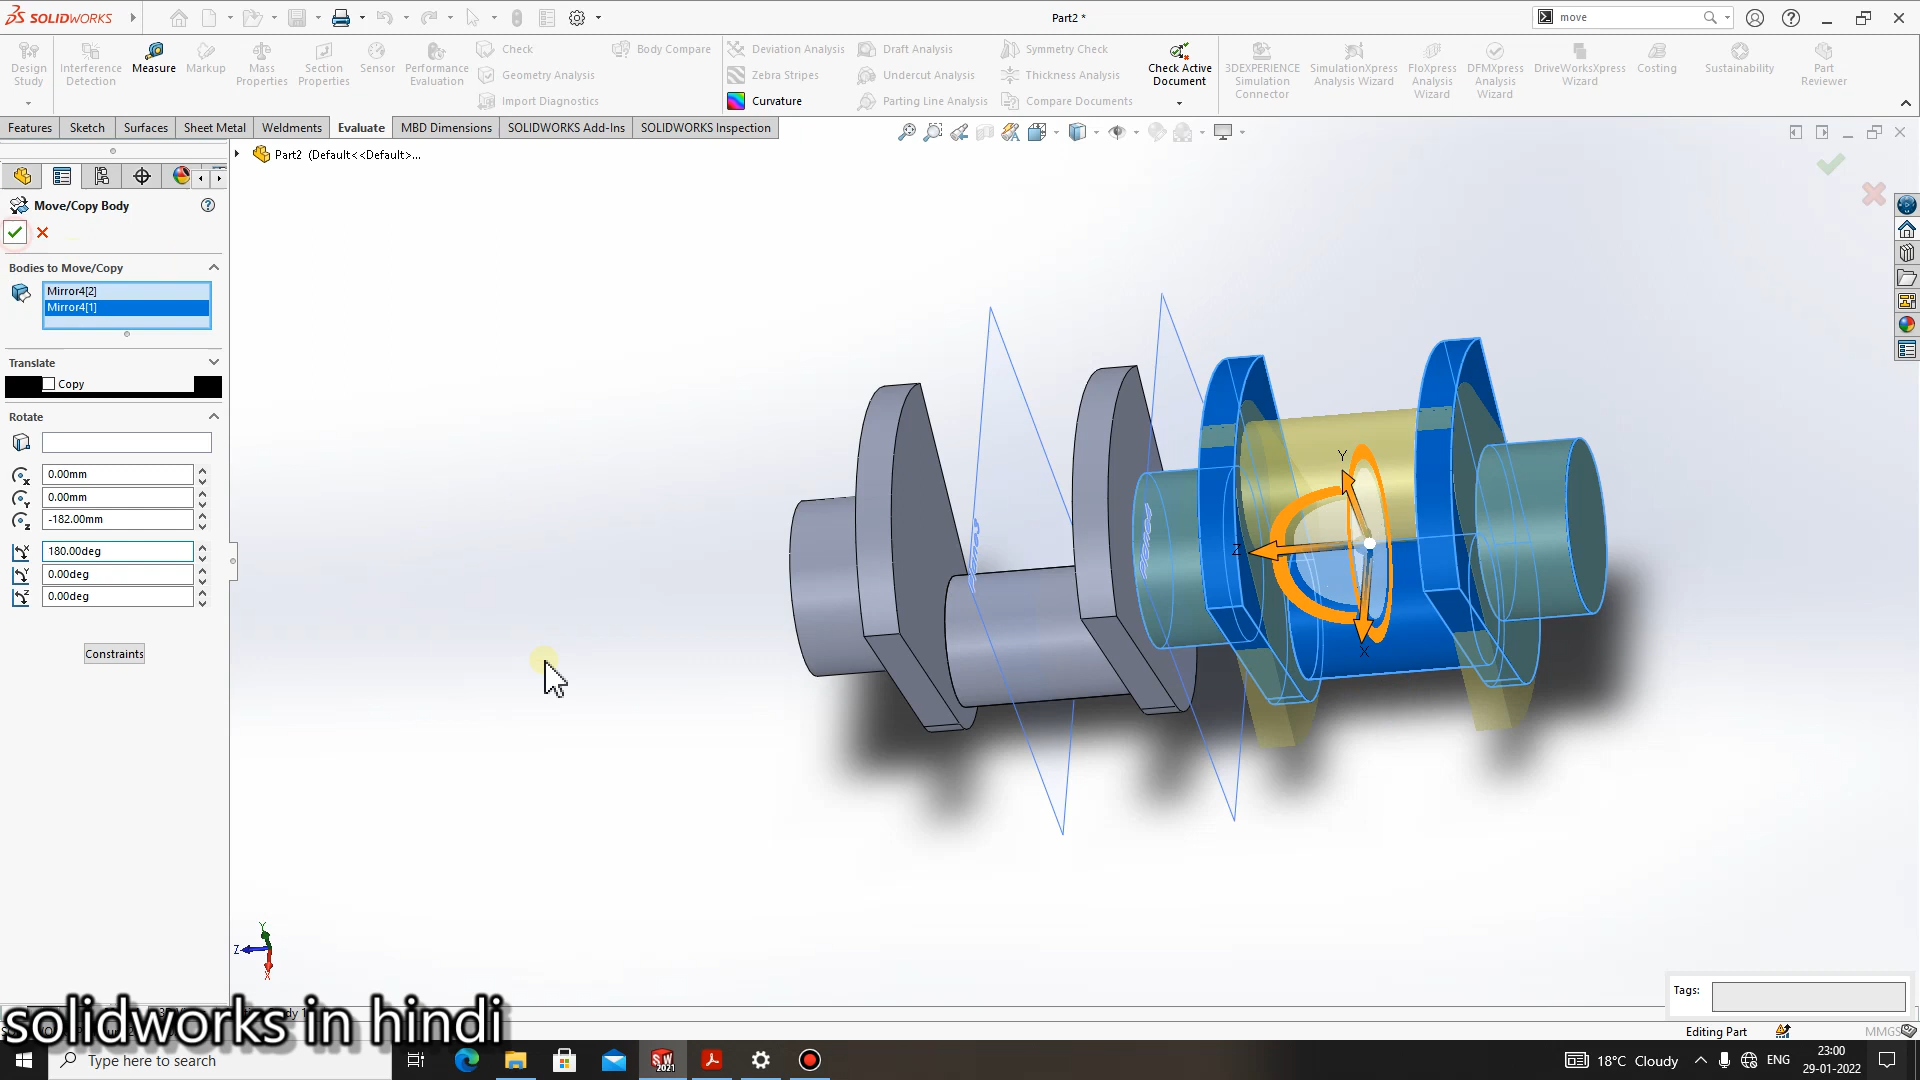 SOLIDWORKS
Part2 *
move
Design Study
Interference Detection
Measure
Markup
Mass Properties
Section Properties
Sensor
Performance Evaluation
Check
Geometry Analysis
Import Diagnostics
Body Compare
Deviation Analysis
Zebra Stripes
Curvature
Draft Analysis
Undercut Analysis
Parting Line Analysis
Symmetry Check
Thickness Analysis
Compare Documents
Check Active Document
3DEXPERIENCE Simulation Connector
SimulationXpress Analysis Wizard
FloXpress Analysis Wizard
DFMXpress Analysis Wizard
DriveWorksXpress Wizard
Costing
Sustainability
Part Reviewer
Features
Sketch
Surfaces
Sheet Metal
Weldments
Evaluate
MBD Dimensions
SOLIDWORKS Add-Ins
SOLIDWORKS Inspection
Part2 (Default<<Default>...
Move/Copy Body
Bodies to Move/Copy
Mirror4[2]
Mirror4[1]
Translate
Copy
Rotate
0.00mm
0.00mm
-182.00mm
180.00deg
0.00deg
0.00deg
Constraints
Y
Z
X
Y
Z
X
Tags:
solidworks in hindi
Editing Part
MMGS
Type here to search
SW
2021
18°C Cloudy
ENG
23:00
29-01-2022